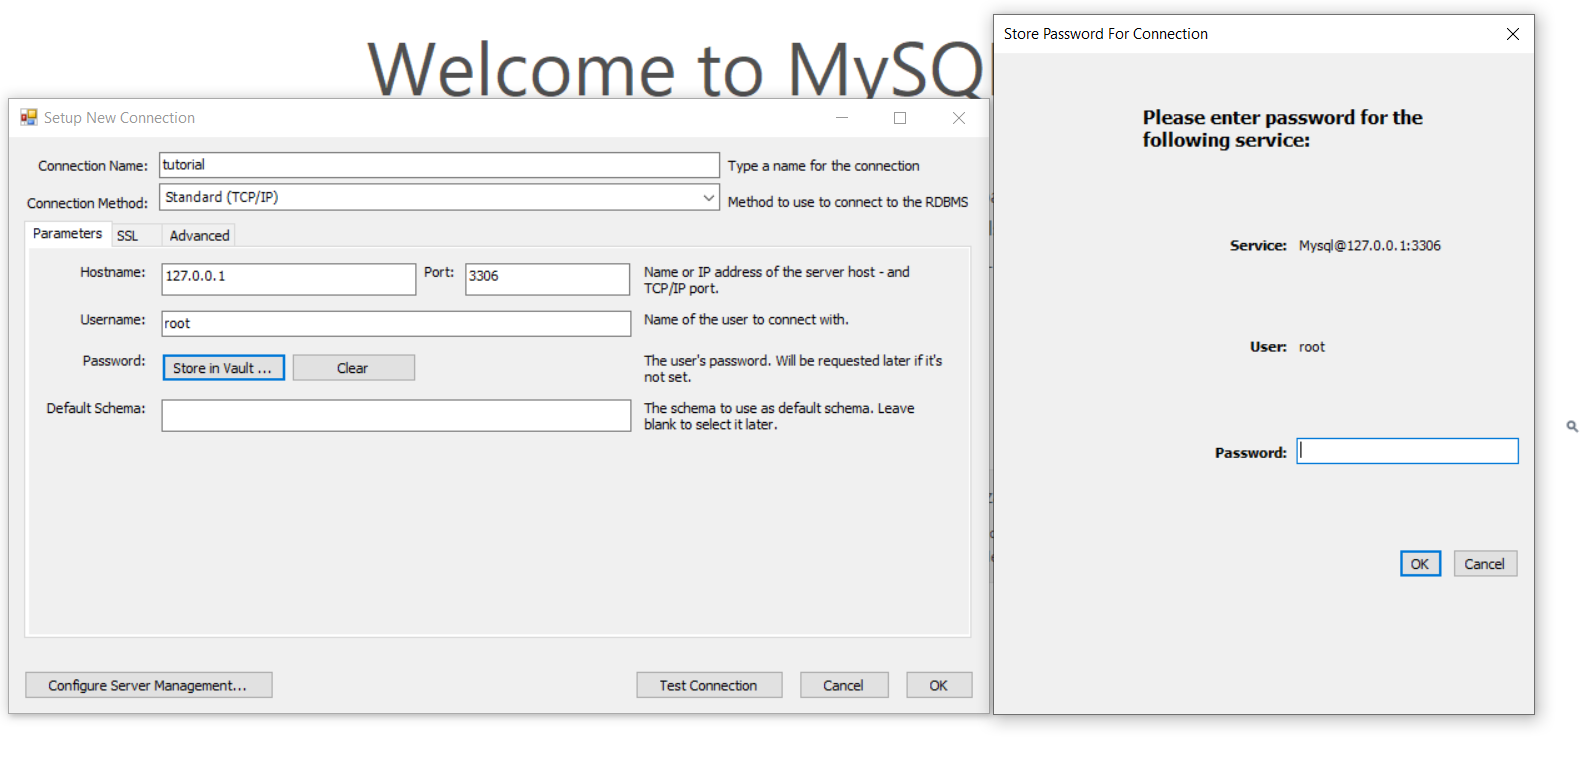 Welcome to MySQL
Setup New Connection
Connection Name: tutorial Type a name for the connection
Connection Method: Standard (TCP/IP) Method to use to connect to the RDBMS
Parameters SSL Advanced
Hostname: 127.0.0.1 Port: 3306 Name or IP address of the server host - and
TCP/IP port.
Username: root Name of the user to connect with.
Password: Store in Vault ... Clear The user's password. Will be requested later if it's
not set.
Default Schema: The schema to use as default schema. Leave
blank to select it later.
Configure Server Management... Test Connection Cancel OK
Store Password For Connection
Please enter password for the
following service:
Service: Mysql@127.0.0.1:3306
User: root
Password:
OK Cancel